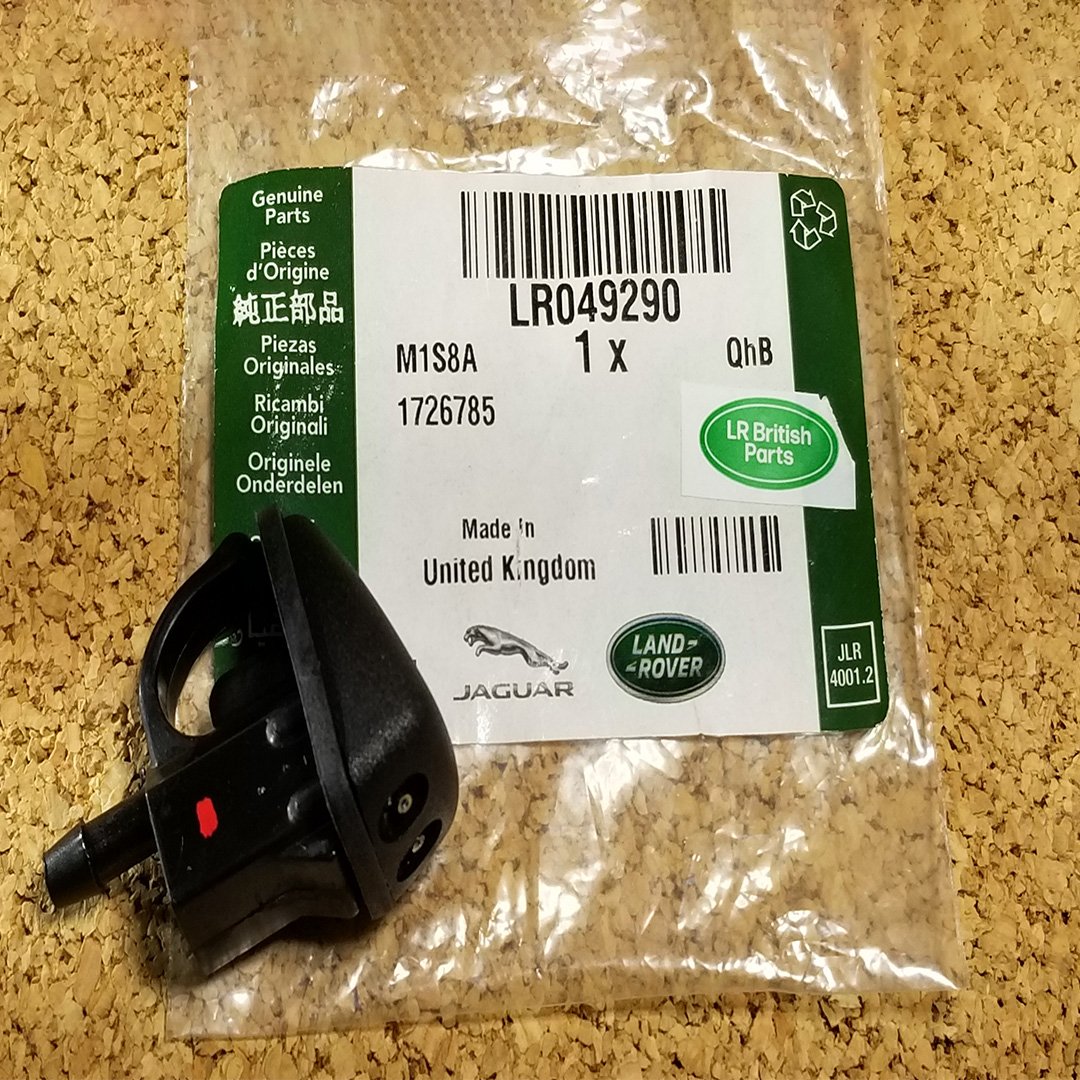 Genuine
Parts
Pièces
d'Origine
純正部品
Piezas
Originales
Ricambi
Originali
Originele
Onderdelen
LR049290
M1S8A 1 x QhB
1726785
LR British
Parts
Made in
United Kingdom
JAGUAR
LAND-
-ROVER
JLR
4001.2